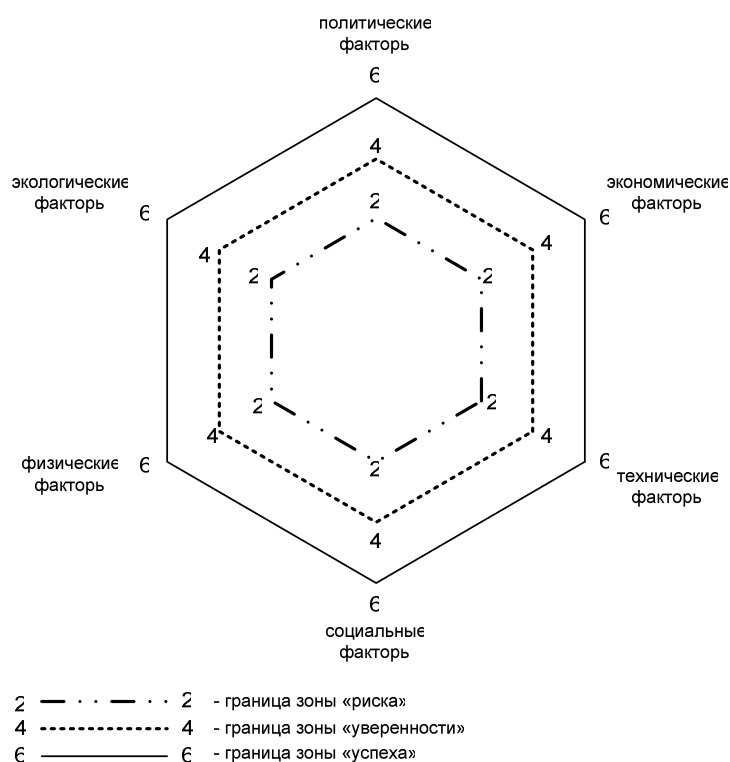 политические
факторь
6
4
2
экологические
факторь
6
экономические
факторь
6
4
4
2
2
2
2
4
4
2
физические
факторь
6
6
технические
факторь
4
6
социальные
факторь
2 2 - граница зоны «риска»
4 4 - граница зоны «уверенности»
6 6 - граница зоны «успеха»